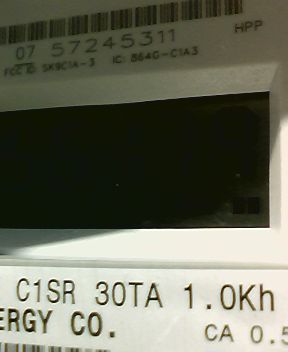 07 57245311 HPP
FCC ID: SK9C1A-3 IC: 864G-C1A3
C1SR 30TA 1.0Kh
ERGY CO. CA 0.5